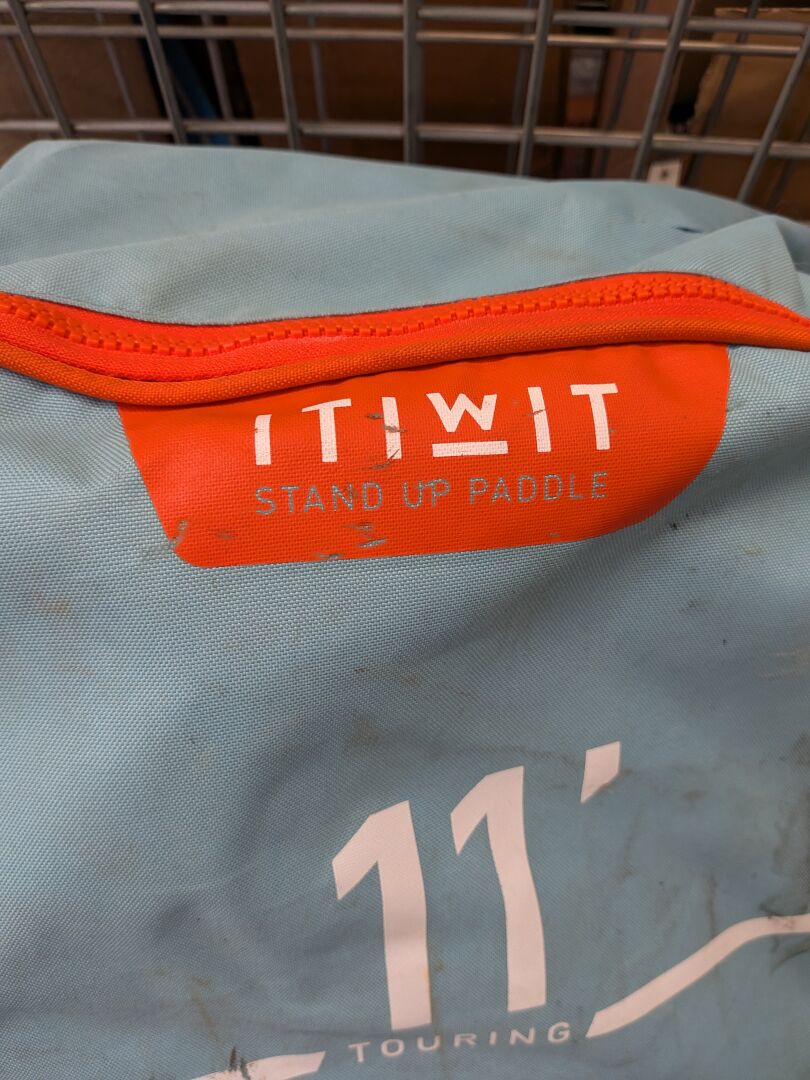 ITIWIT
STAND UP PADDLE
11'
TOURING